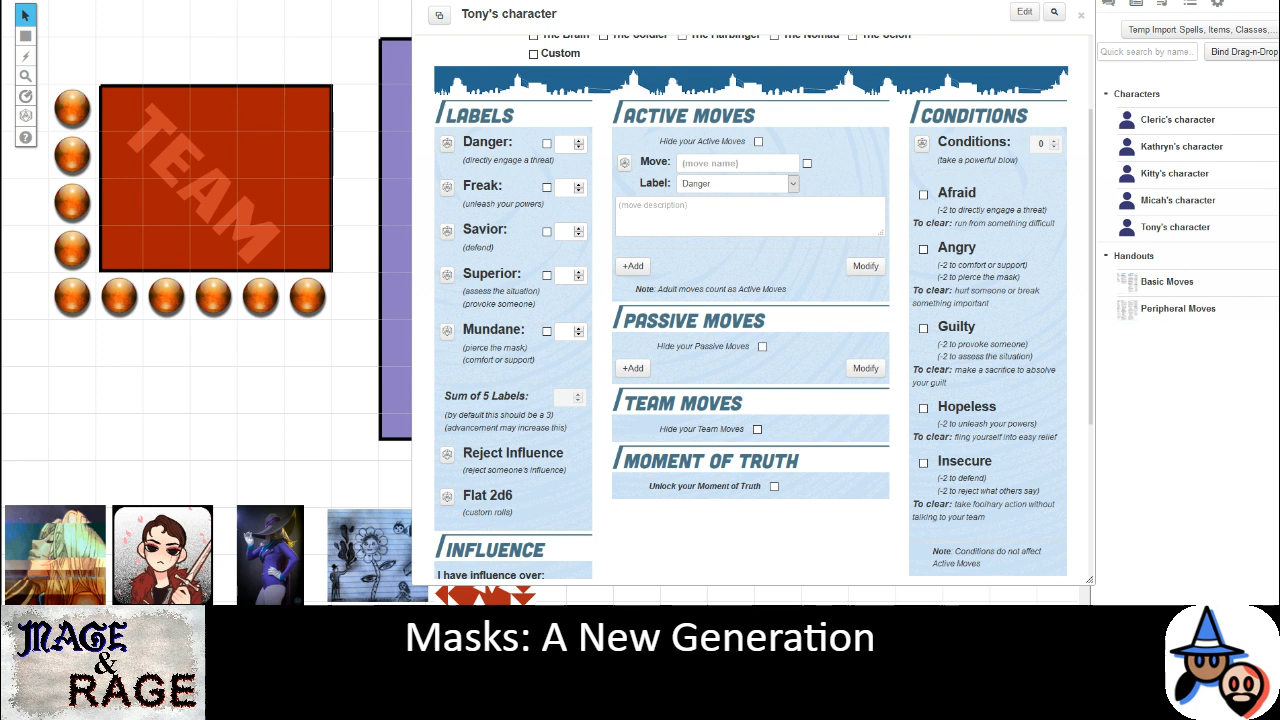 Tony's character
Edit
The Brain The Soldier The Harbinger The Nomad The Scion
Custom
TEAM
LABELS
Danger:
(directly engage a threat)
Freak:
(unleash your powers)
Savior:
(defend)
Superior:
(assess the situation)
(provoke someone)
Mundane:
(pierce the mask)
(comfort or support)
Sum of 5 Labels:
(by default this should be a 3)
(advancement may increase this)
Reject Influence
(reject someone's influence)
Flat 2d6
(custom rolls)
INFLUENCE
I have influence over:
ACTIVE MOVES
Hide your Active Moves
Move: (move name)
Label: Danger
(move description)
+Add Modify
Note: Adult moves count as Active Moves
PASSIVE MOVES
Hide your Passive Moves
+Add Modify
TEAM MOVES
Hide your Team Moves
MOMENT OF TRUTH
Unlock your Moment of Truth
CONDITIONS
Conditions: 0
(take a powerful blow)
Afraid
(-2 to directly engage a threat)
To clear: run from something difficult
Angry
(-2 to comfort or support)
(-2 to pierce the mask)
To clear: hurt someone or break
something important
Guilty
(-2 to provoke someone)
(-2 to assess the situation)
To clear: make a sacrifice to absolve
your guilt
Hopeless
(-2 to unleash your powers)
To clear: fling yourself into easy relief
Insecure
(-2 to defend)
(-2 to reject what others say)
To clear: take foolhary action without
talking to your team
Note: Conditions do not affect
Active Moves
Temp Import Spells, Items, Classes,...
Quick search by name..
Bind Drag-n-Drop
Characters
Cleric's character
Kathryn's character
Kitty's character
Micah's character
Tony's character
Handouts
Basic Moves
Peripheral Moves
MAGE
&
RAGE
Masks: A New Generation